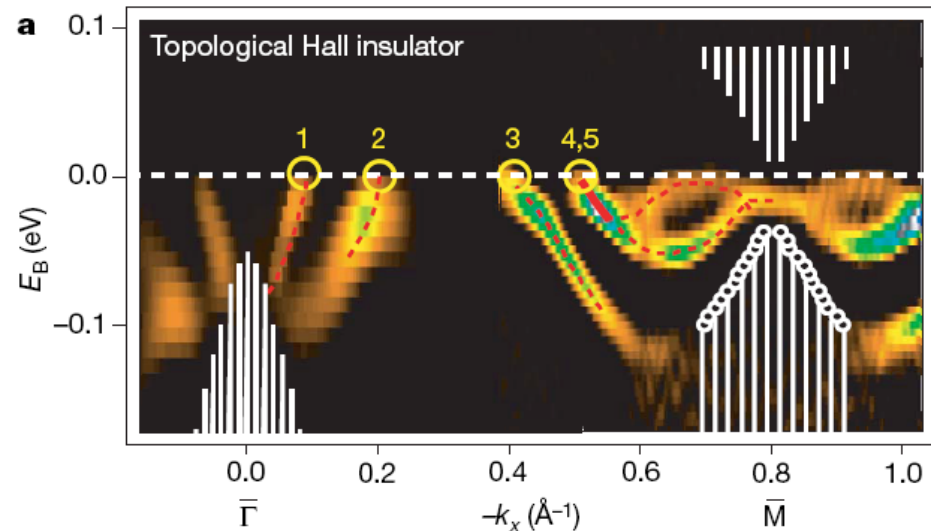 a
Topological Hall insulator
0.1
0.0
−0.1
E_B (eV)
1
2
3
4,5
0.0
0.2
0.4
0.6
0.8
1.0
Γ̅
−k_x (Å⁻¹)
M̅